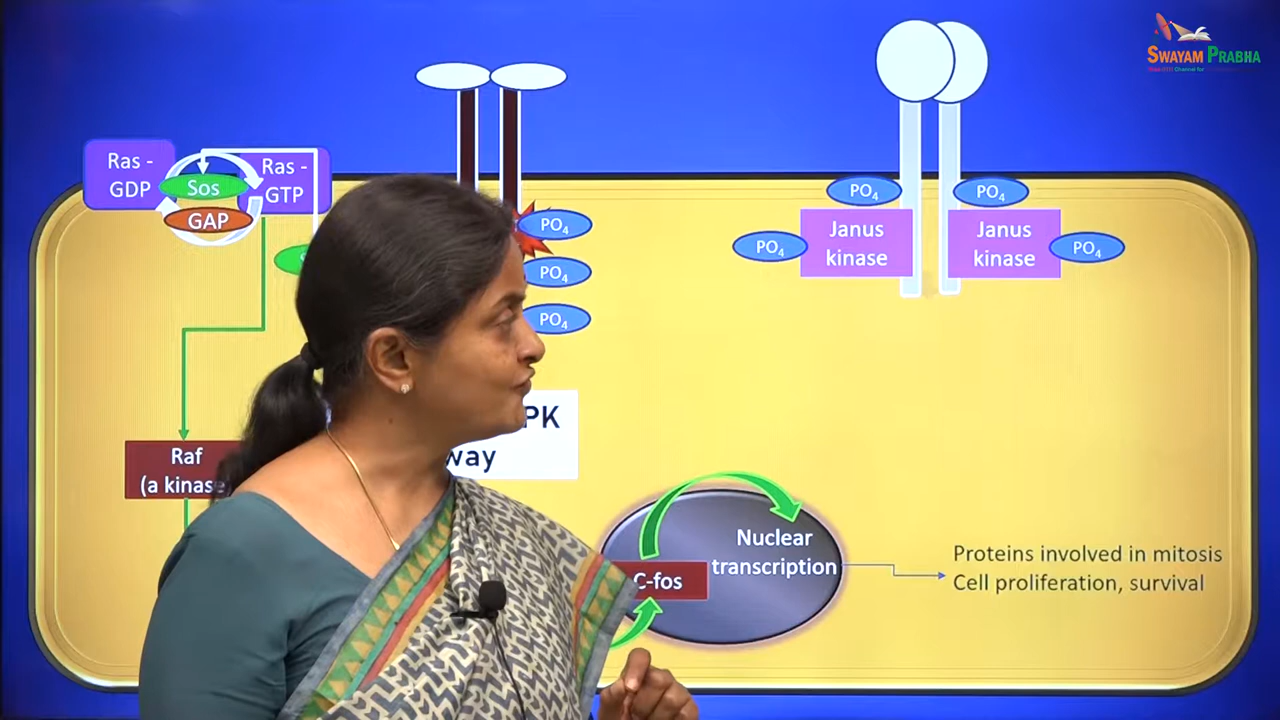 SWAYAM PRABHA
Ras -
GDP
Sos
GAP
Ras -
GTP
PO4
PO4
PO4
PO4
PO4
PO4
PO4
Janus
kinase
Janus
kinase
PK
way
Raf
(a kinase
C-fos
Nuclear
transcription
Proteins involved in mitosis
Cell proliferation, survival